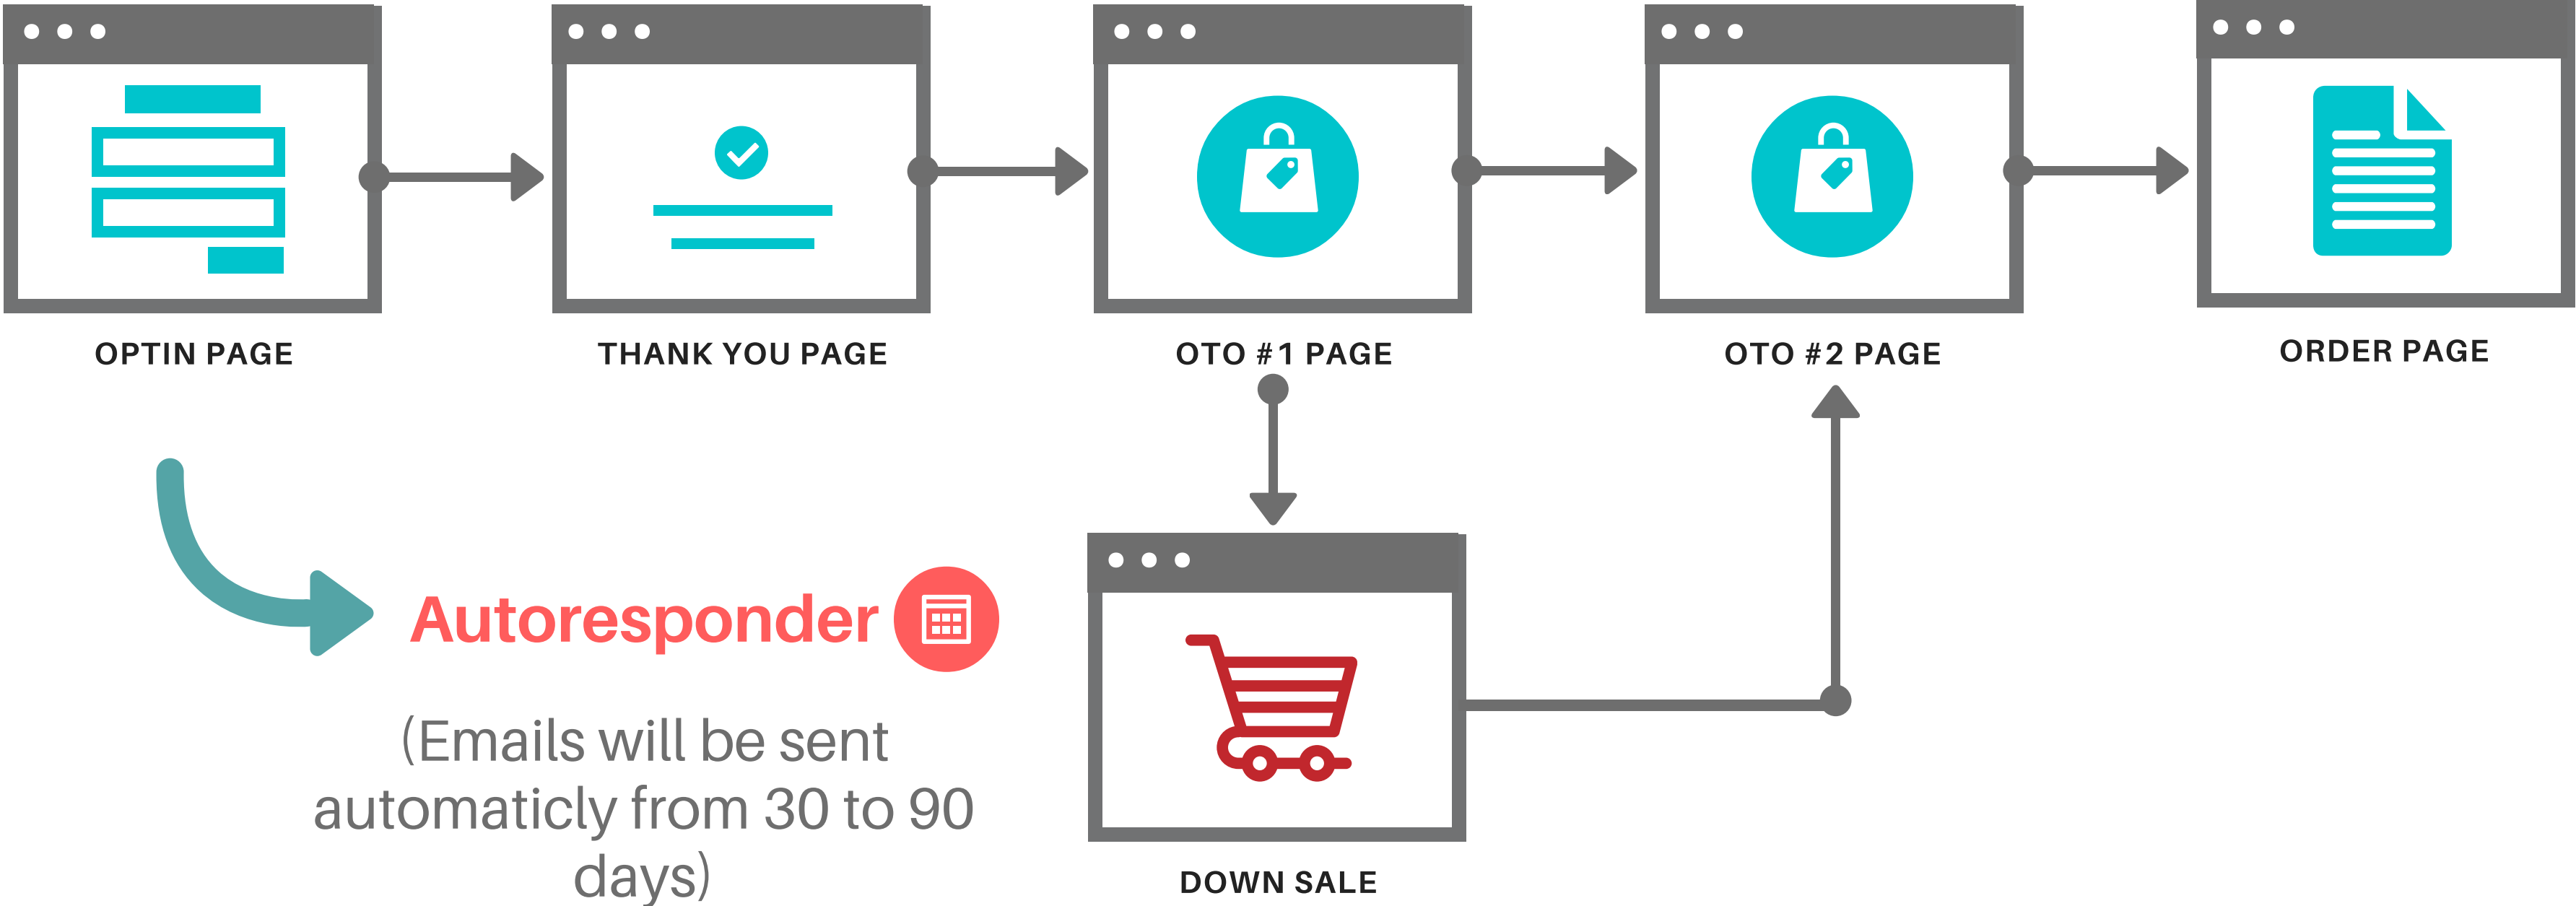 OPTIN PAGE
THANK YOU PAGE
OTO #1 PAGE
OTO #2 PAGE
ORDER PAGE
Autoresponder
(Emails will be sent
automaticly from 30 to 90
days)
DOWN SALE